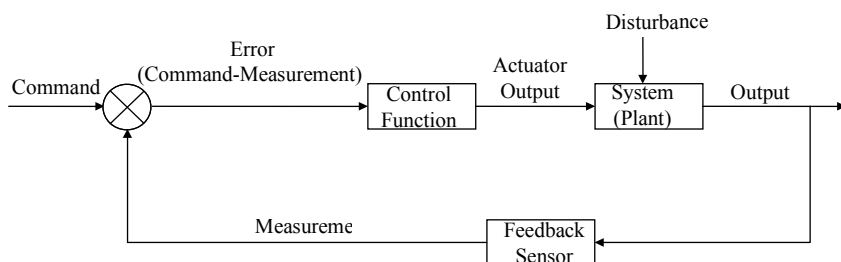 Disturbance
Error
(Command-Measurement)
Command
Actuator
Output
Control
Function
System
(Plant)
Output
Measureme
Feedback
Sensor